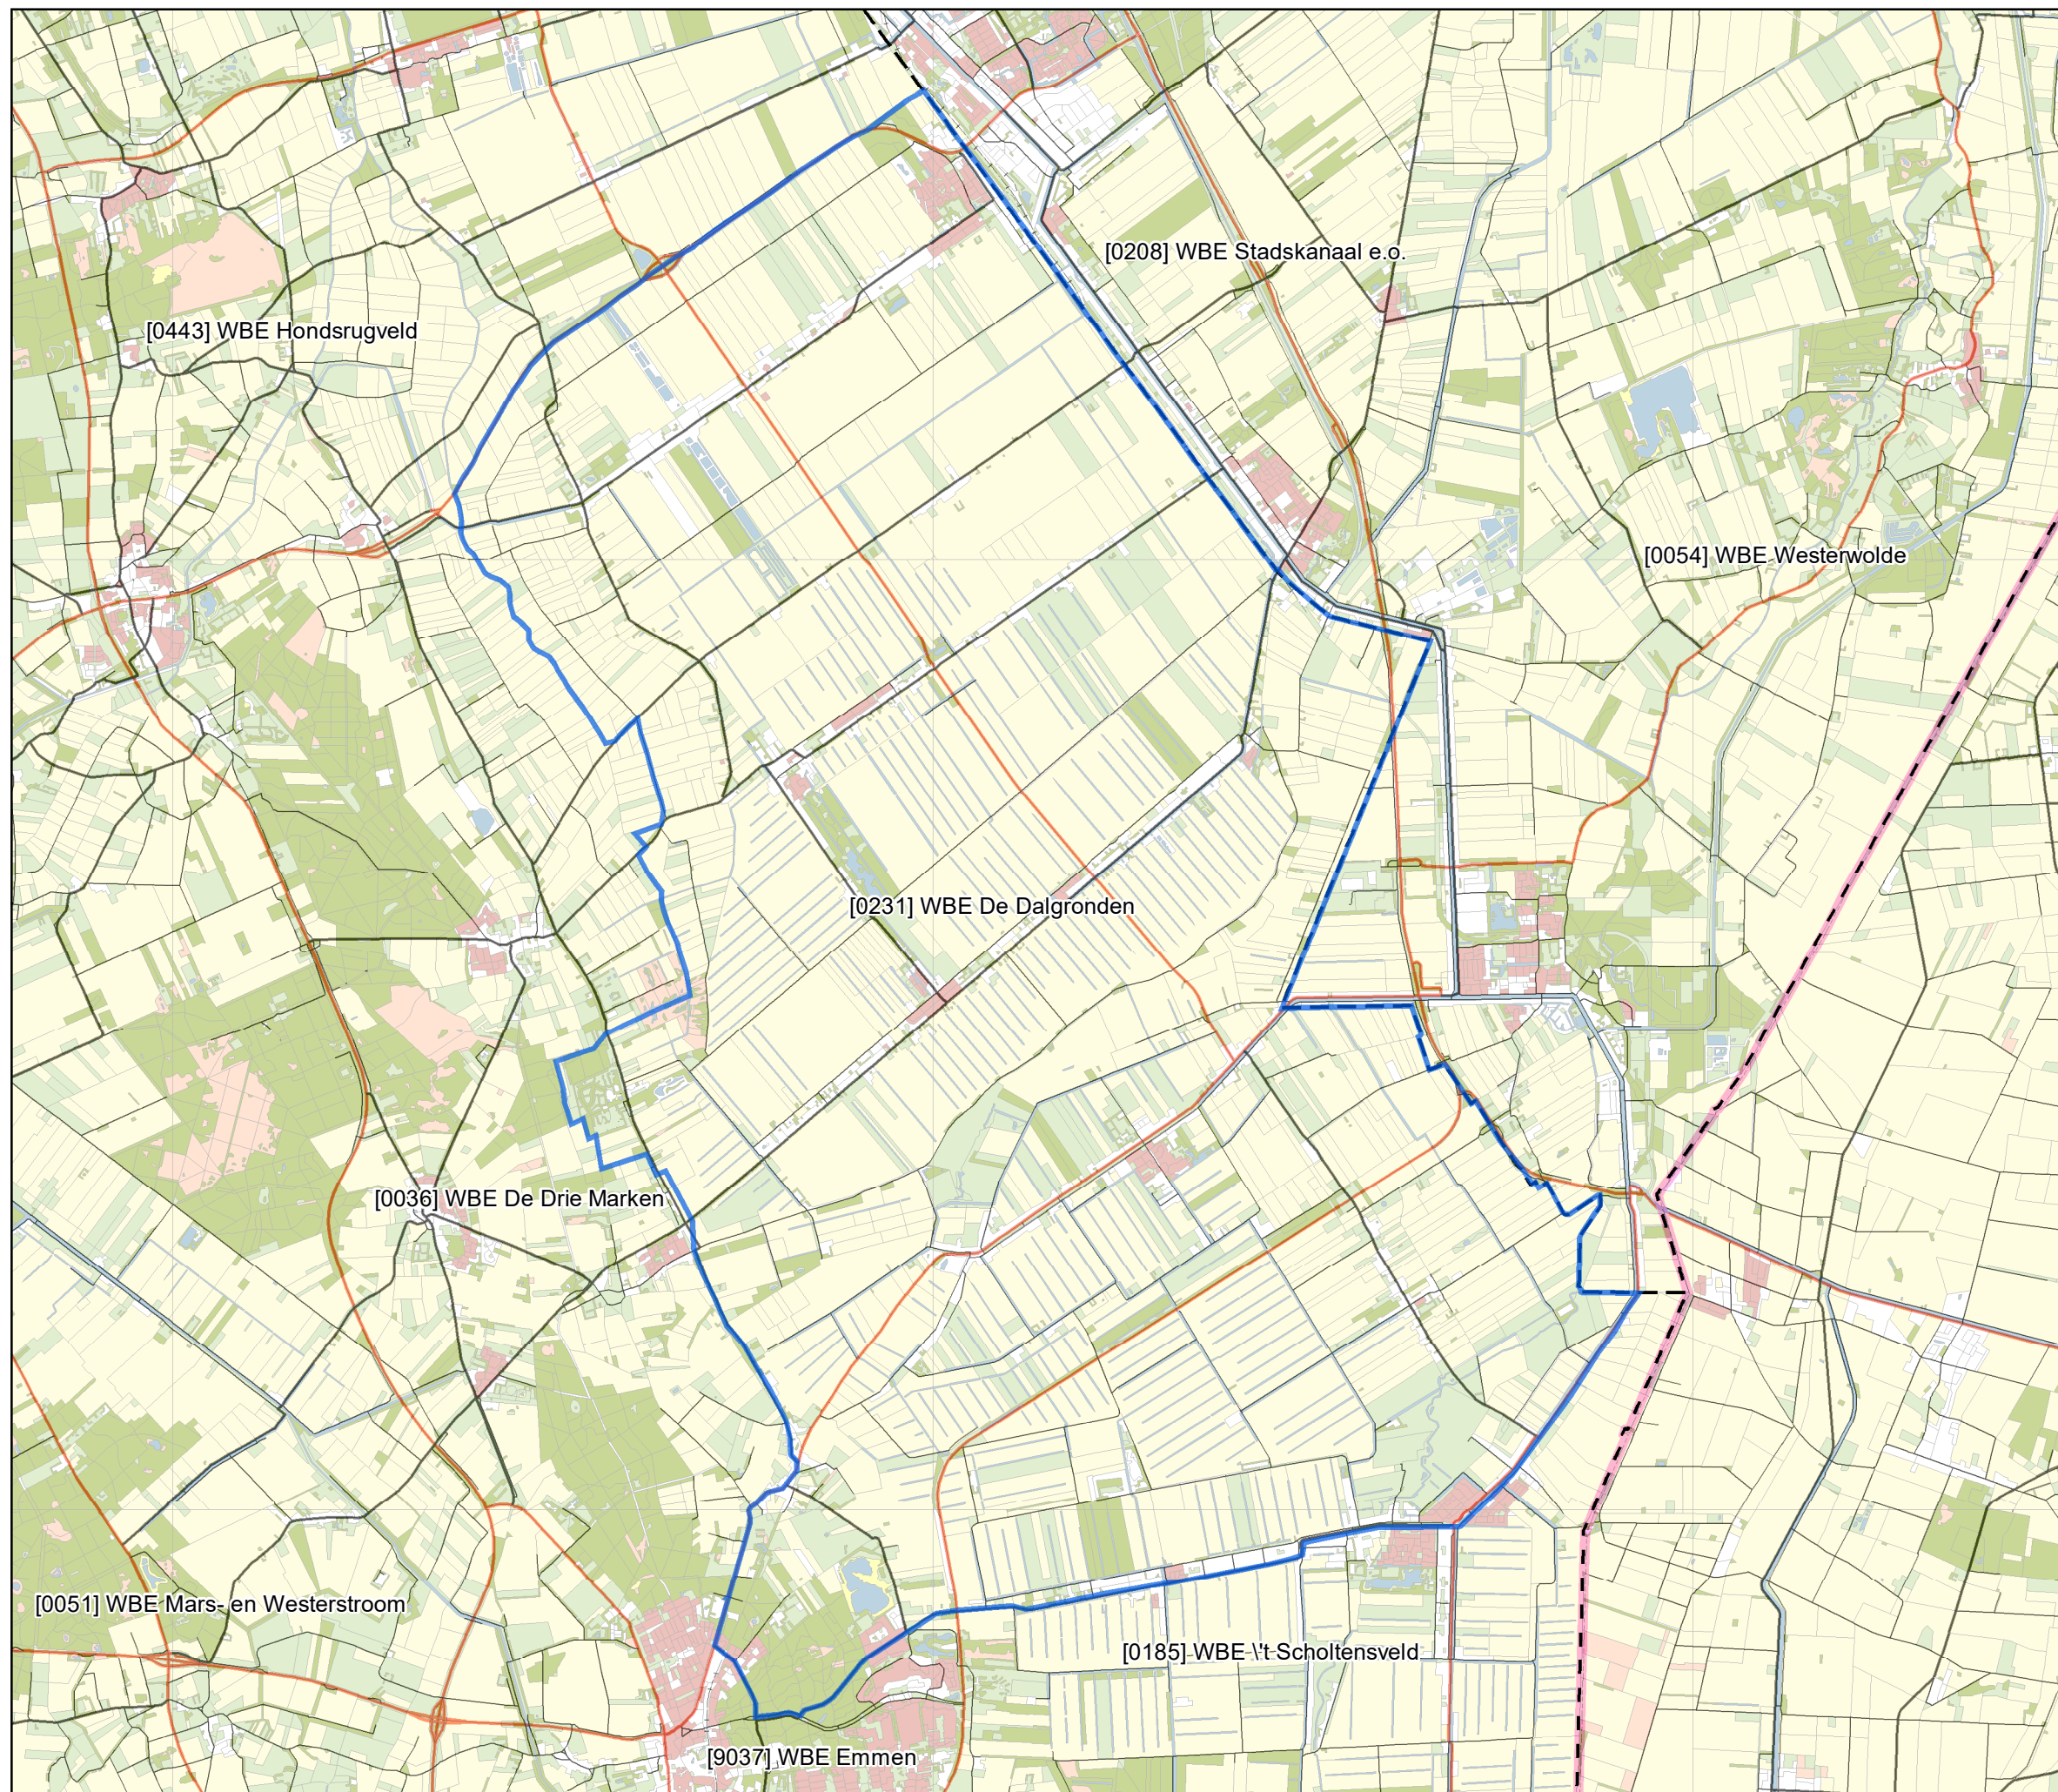 [0208] WBE Stadskanaal e.o.
[0443] WBE Hondsrugveld
[0054] WBE Westerwolde
[0231] WBE De Dalgronden
[0036] WBE De Drie Marken
[0051] WBE Mars- en Westerstroom
[0185] WBE \'t Scholtensveld
[9037] WBE Emmen